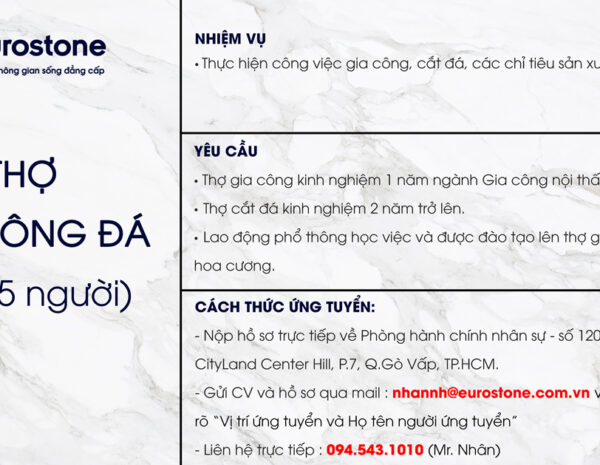 urostone
hông gian sống đẳng cấp
THỢ
ÔNG ĐÁ
5 người)
NHIỆM VỤ
• Thực hiện công việc gia công, cắt đá, các chỉ tiêu sản xu
YÊU CẦU
• Thợ gia công kinh nghiệm 1 năm ngành Gia công nội thấ
• Thợ cắt đá kinh nghiệm 2 năm trở lên.
• Lao động phổ thông học việc và được đào tạo lên thợ g
hoa cương.
CÁCH THỨC ỨNG TUYỂN:
- Nộp hồ sơ trực tiếp về Phòng hành chính nhân sự - số 120
CityLand Center Hill, P.7, Q.Gò Vấp, TP.HCM.
- Gửi CV và hồ sơ qua mail : nhannh@eurostone.com.vn v
rõ “Vị trí ứng tuyển và Họ tên người ứng tuyển”
- Liên hệ trực tiếp : 094.543.1010 (Mr. Nhân)